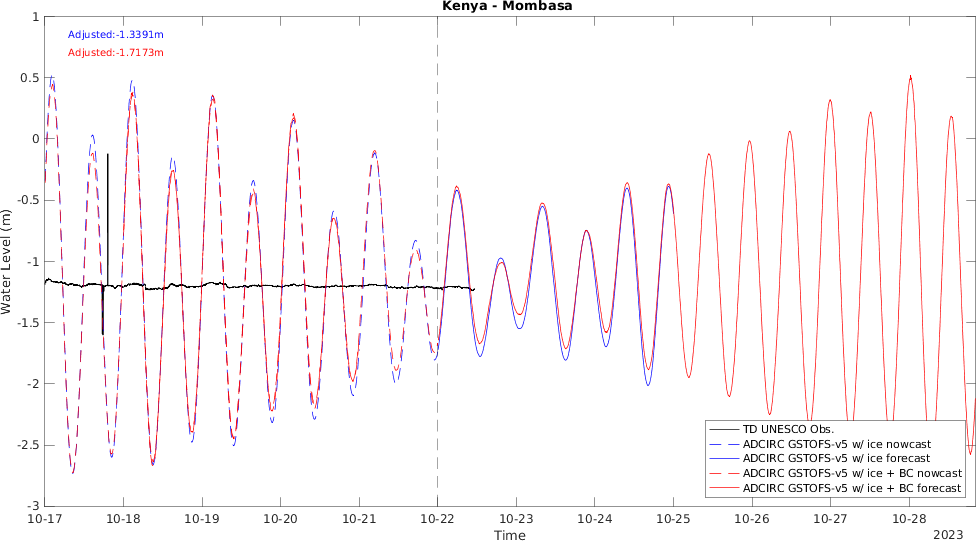 Kenya - Mombasa
Adjusted:-1.3391m
Adjusted:-1.7173m
1
0.5
0
-0.5
-1
-1.5
-2
-2.5
-3
Water Level (m)
TD UNESCO Obs.
ADCIRC GSTOFS-v5 w/ ice nowcast
ADCIRC GSTOFS-v5 w/ ice forecast
ADCIRC GSTOFS-v5 w/ ice + BC nowcast
ADCIRC GSTOFS-v5 w/ ice + BC forecast
10-17 10-18 10-19 10-20 10-21 10-22 10-23 10-24 10-25 10-26 10-27 10-28
Time
2023